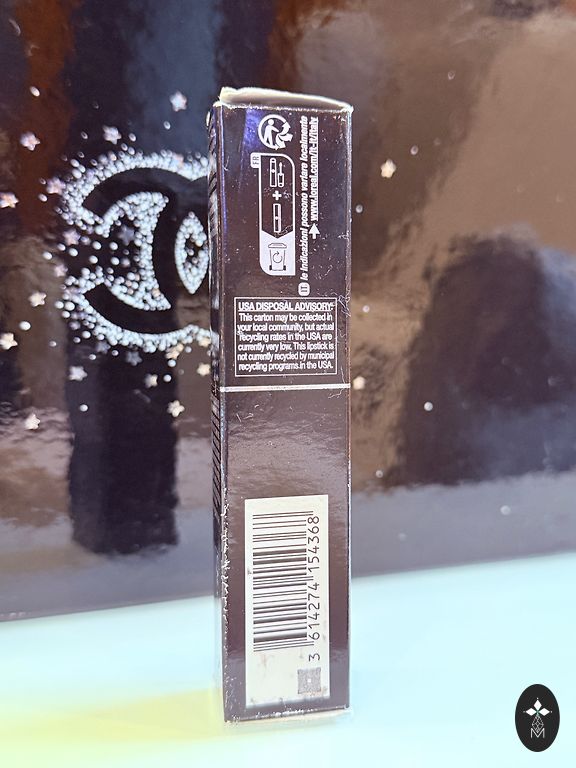 FR
IT le indicazioni possono variare localmente
www.loreal.com/it-it/italy
USA DISPOSAL ADVISORY:
This carton may be collected in
your local community, but actual
recycling rates in the USA are
currently very low. This lipstick is
not currently recycled by municipal
recycling programs in the USA.
3 614274 154368
M